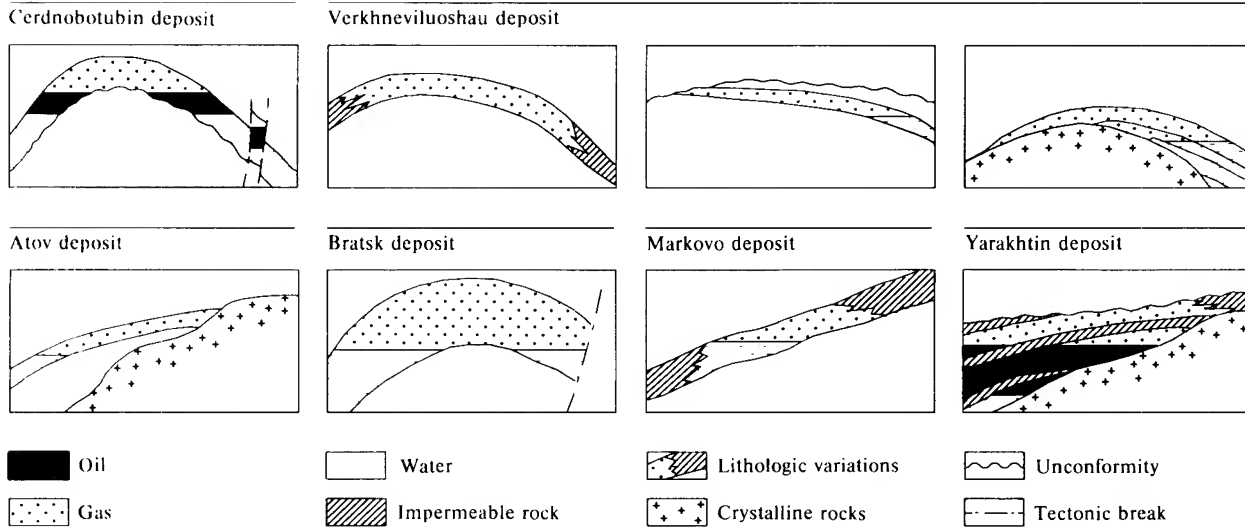 Cerdnobotubin deposit
Verkhneviluoshau deposit
Atov deposit
Bratsk deposit
Markovo deposit
Yarakhtin deposit
Oil
Water
Lithologic variations
Unconformity
Gas
Impermeable rock
Crystalline rocks
Tectonic break